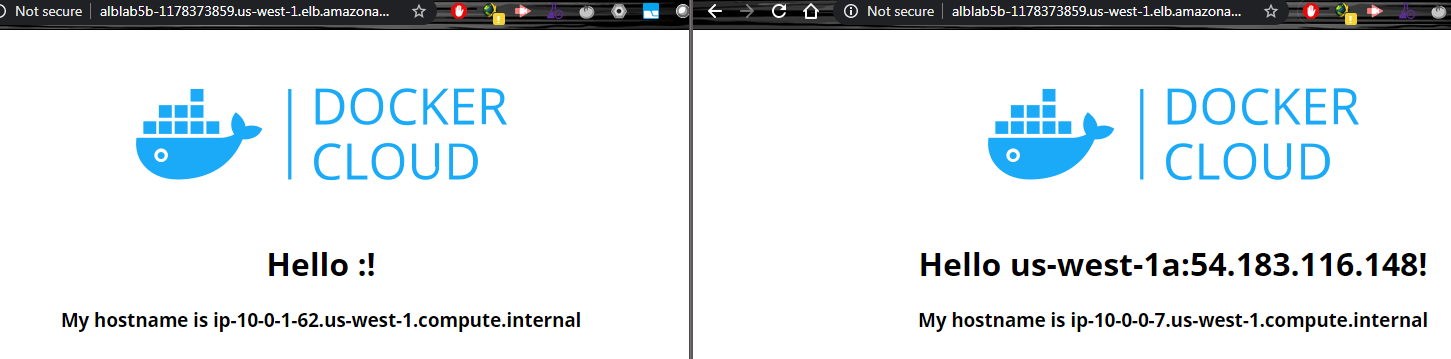 Not secure alblab5b-1178373859.us-west-1.elb.amazona...
DOCKER
CLOUD
Hello :!
My hostname is ip-10-0-1-62.us-west-1.compute.internal
Not secure alblab5b-1178373859.us-west-1.elb.amazona...
DOCKER
CLOUD
Hello us-west-1a:54.183.116.148!
My hostname is ip-10-0-0-7.us-west-1.compute.internal